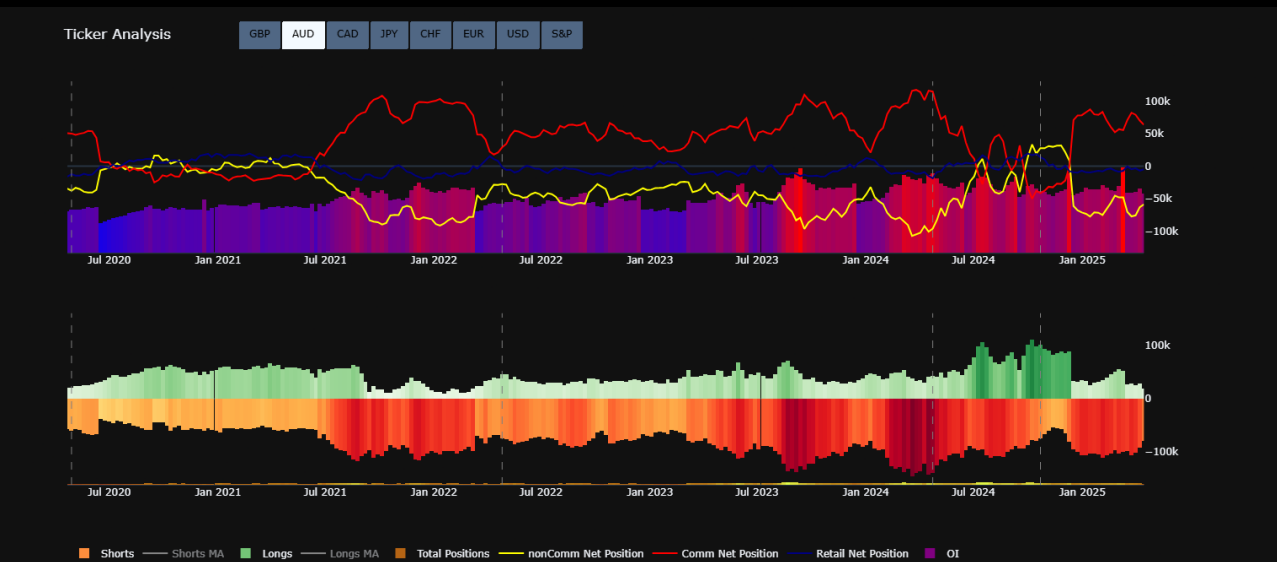 Ticker Analysis GBP AUD CAD JPY CHF EUR USD S&P
100k
50k
0
−50k
−100k
Jul 2020 Jan 2021 Jul 2021 Jan 2022 Jul 2022 Jan 2023 Jul 2023 Jan 2024 Jul 2024 Jan 2025
100k
0
−100k
Jul 2020 Jan 2021 Jul 2021 Jan 2022 Jul 2022 Jan 2023 Jul 2023 Jan 2024 Jul 2024 Jan 2025
Shorts Shorts MA Longs Longs MA Total Positions nonComm Net Position Comm Net Position Retail Net Position OI